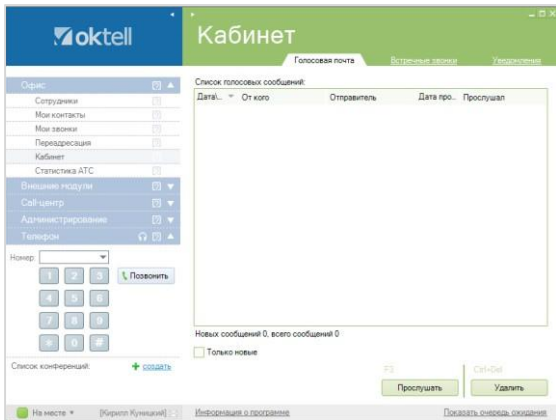 oktell
Кабинет
Голосовая почта
Встречные звонки
Уведомления
Офис
Сотрудники
Мои контакты
Мои звонки
Переадресация
Кабинет
Статистика АТС
Внешние модули
Call-центр
Администрирование
Телефон
Номер:
1 2 3 Позвонить
4 5 6
7 8 9
* 0 #
Список конференций: создать
На месте [Кирилл Куницкий]
Список голосовых сообщений:
Дата\... От кого Отправитель Дата про... Прослушал
Новых сообщений 0, всего сообщений 0
Только новые
F3 Ctrl+Del
Прослушать Удалить
Информация о программе Показать очередь ожидания